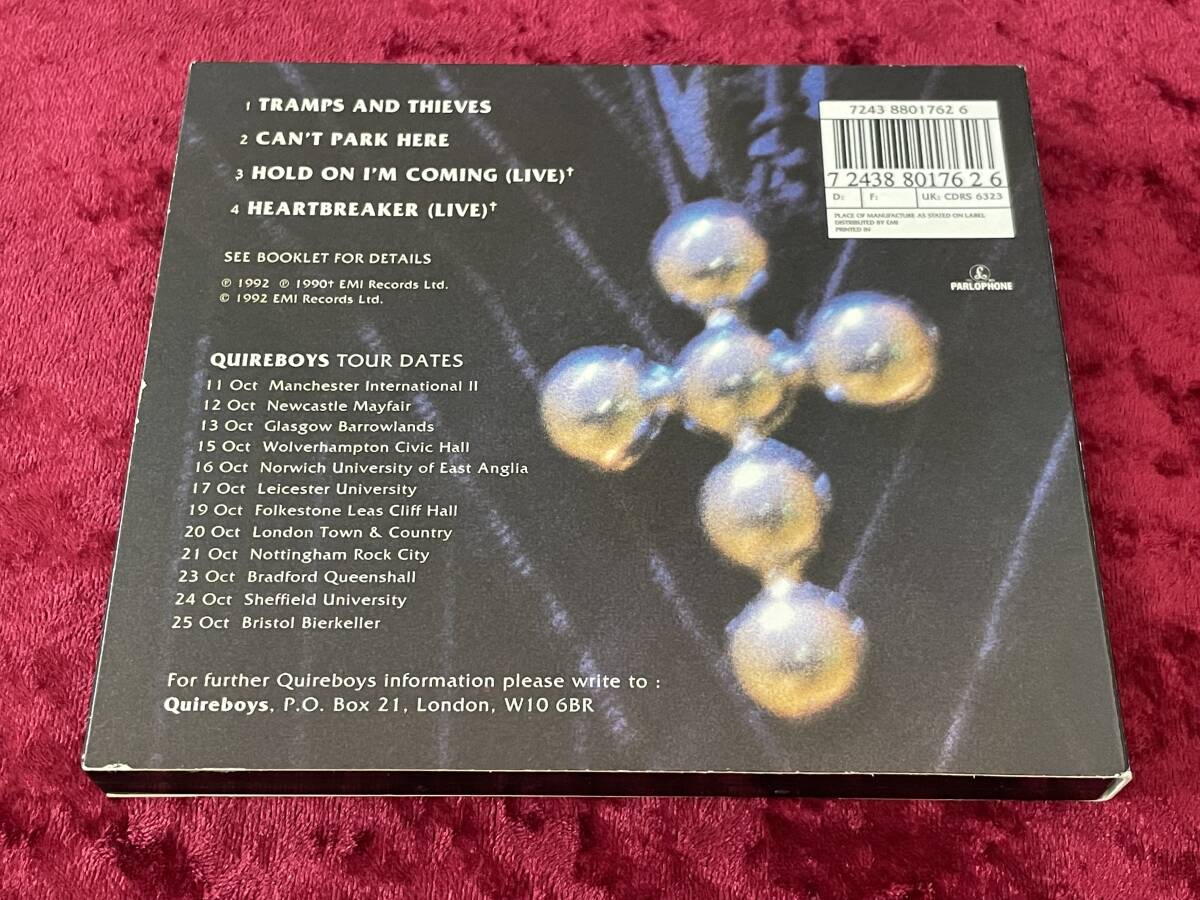 1 TRAMPS AND THIEVES
2 CAN'T PARK HERE
3 HOLD ON I'M COMING (LIVE)†
4 HEARTBREAKER (LIVE)†
SEE BOOKLET FOR DETAILS
℗ 1992 ℗ 1990† EMI Records Ltd.
© 1992 EMI Records Ltd.
7243 8801762 6
7 24388 01762 6
D: F: UK: CDRS 6323
PLACE OF MANUFACTURE AS STATED ON LABEL
DISTRIBUTED BY EMI
PRINTED IN
PARLOPHONE
QUIREBOYS TOUR DATES
11 Oct Manchester International II
12 Oct Newcastle Mayfair
13 Oct Glasgow Barrowlands
15 Oct Wolverhampton Civic Hall
16 Oct Norwich University of East Anglia
17 Oct Leicester University
19 Oct Folkestone Leas Cliff Hall
20 Oct London Town & Country
21 Oct Nottingham Rock City
23 Oct Bradford Queenshall
24 Oct Sheffield University
25 Oct Bristol Bierkeller
For further Quireboys information please write to :
Quireboys, P.O. Box 21, London, W10 6BR